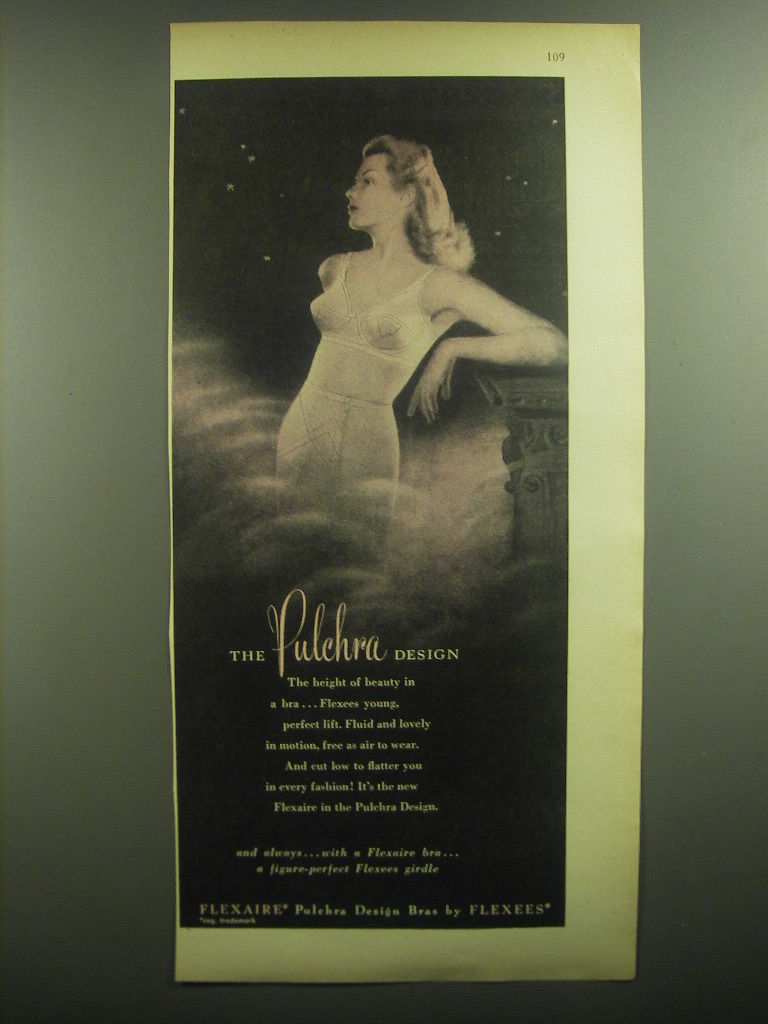 109
THE Pulchra DESIGN
The height of beauty in
a bra...Flexees young,
perfect lift. Fluid and lovely
in motion, free as air to wear.
And cut low to flatter you
in every fashion! It's the new
Flexaire in the Pulchra Design.
and always...with a Flexaire bra...
a figure-perfect Flexees girdle
FLEXAIRE* Pulchra Design Bras by FLEXEES*
*reg. trademark